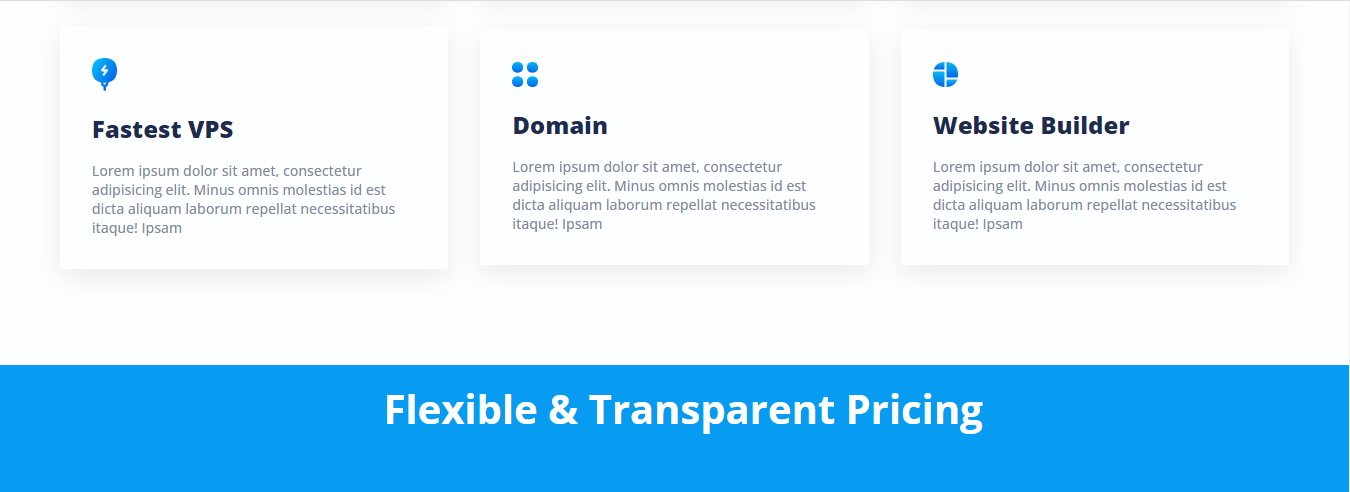 Fastest VPS
Lorem ipsum dolor sit amet, consectetur
adipisicing elit. Minus omnis molestias id est
dicta aliquam laborum repellat necessitatibus
itaque! Ipsam
Domain
Lorem ipsum dolor sit amet, consectetur
adipisicing elit. Minus omnis molestias id est
dicta aliquam laborum repellat necessitatibus
itaque! Ipsam
Website Builder
Lorem ipsum dolor sit amet, consectetur
adipisicing elit. Minus omnis molestias id est
dicta aliquam laborum repellat necessitatibus
itaque! Ipsam
Flexible & Transparent Pricing